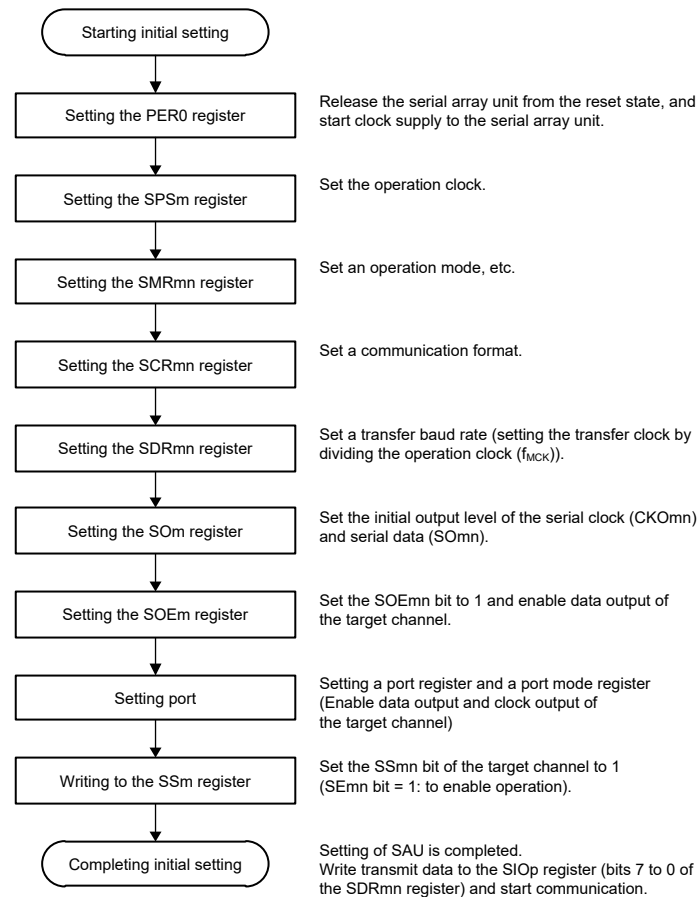 Starting initial setting
Setting the PER0 register
Release the serial array unit from the reset state, and
start clock supply to the serial array unit.
Setting the SPSm register
Set the operation clock.
Setting the SMRmn register
Set an operation mode, etc.
Setting the SCRmn register
Set a communication format.
Setting the SDRmn register
Set a transfer baud rate (setting the transfer clock by
dividing the operation clock (fMCK)).
Setting the SOm register
Set the initial output level of the serial clock (CKOmn)
and serial data (SOmn).
Setting the SOEm register
Set the SOEmn bit to 1 and enable data output of
the target channel.
Setting port
Setting a port register and a port mode register
(Enable data output and clock output of
the target channel)
Writing to the SSm register
Set the SSmn bit of the target channel to 1
(SEmn bit = 1: to enable operation).
Completing initial setting
Setting of SAU is completed.
Write transmit data to the SIOp register (bits 7 to 0 of
the SDRmn register) and start communication.